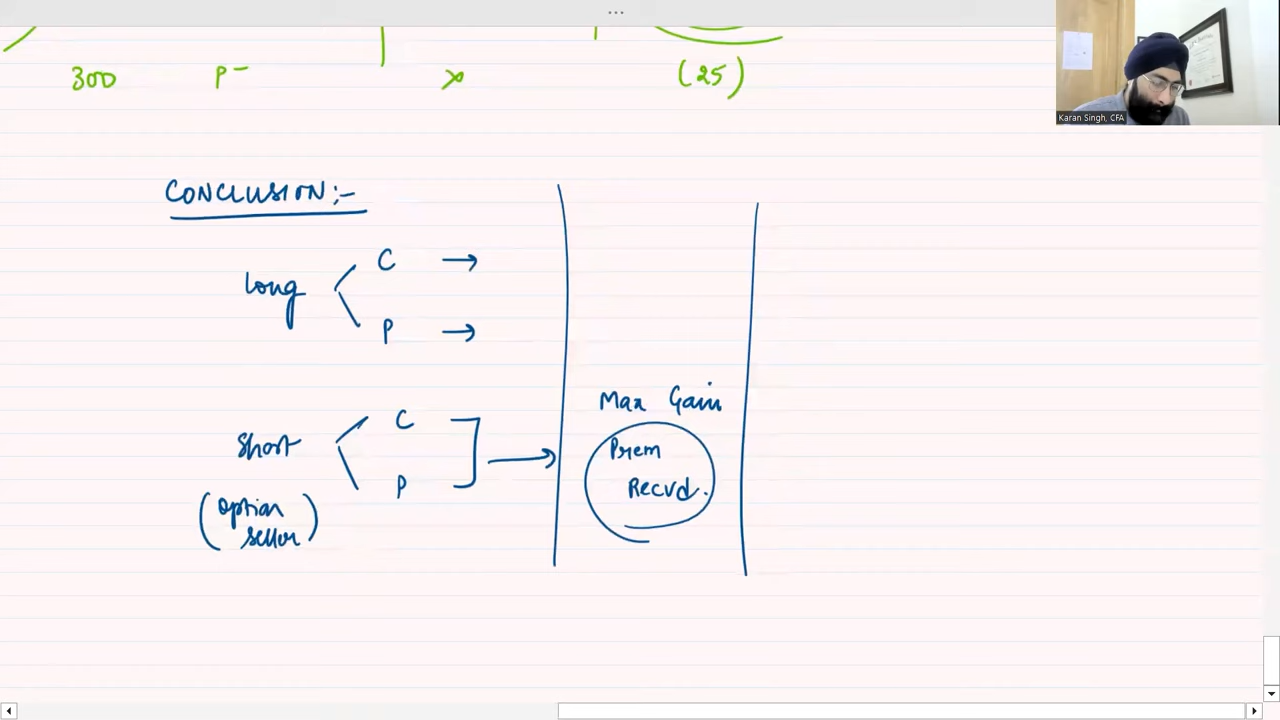 ...
300 P- x (25)
Karan Singh, CFA
CONCLUSION:-
Long C →
P →
Max Gain
Short C
P
Prem
Recvd.
(Option
Seller)